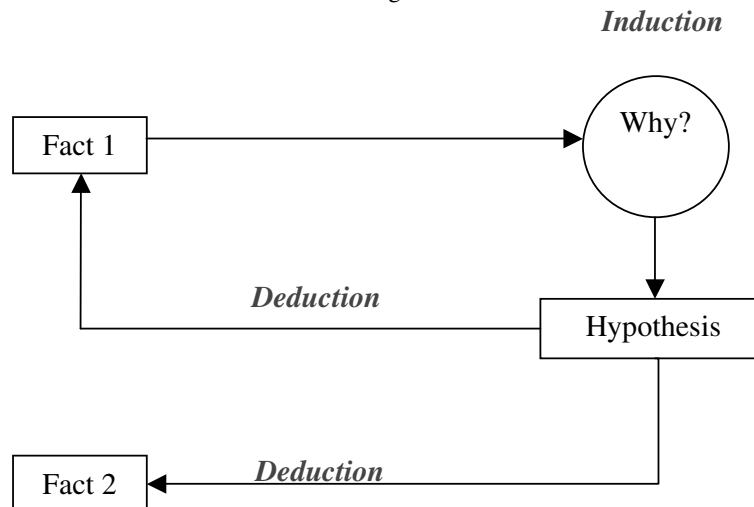 Induction
Why?
Fact 1
Deduction
Hypothesis
Deduction
Fact 2